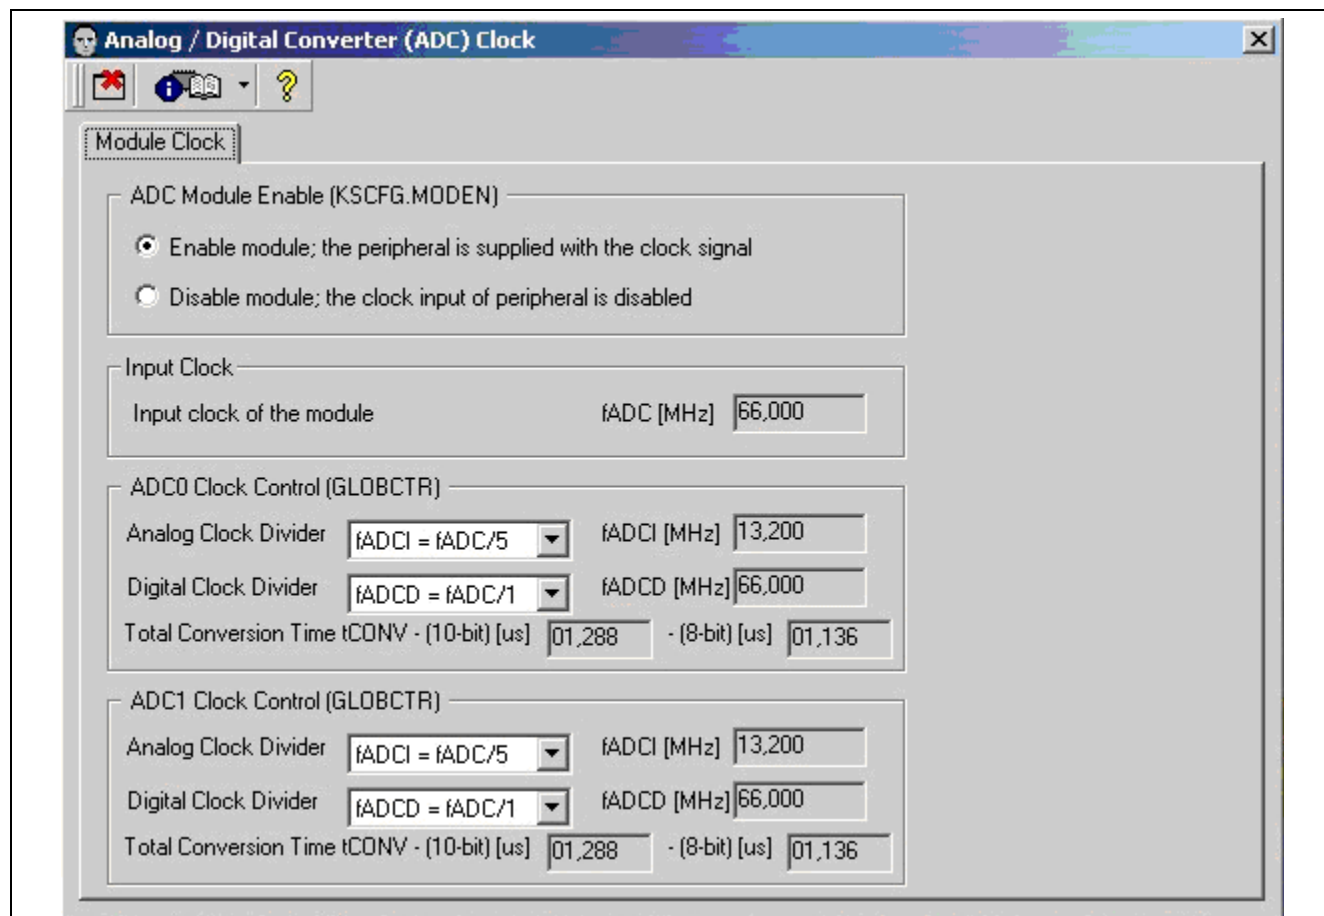 Analog / Digital Converter (ADC) Clock
Module Clock
ADC Module Enable (KSCFG.MODEN)
Enable module; the peripheral is supplied with the clock signal
Disable module; the clock input of peripheral is disabled
Input Clock
Input clock of the module fADC [MHz] 66,000
ADC0 Clock Control (GLOBCTR)
Analog Clock Divider fADCI = fADC/5 fADCI [MHz] 13,200
Digital Clock Divider fADCD = fADC/1 fADCD [MHz] 66,000
Total Conversion Time tCONV - (10-bit) [us] 01,288 - (8-bit) [us] 01,136
ADC1 Clock Control (GLOBCTR)
Analog Clock Divider fADCI = fADC/5 fADCI [MHz] 13,200
Digital Clock Divider fADCD = fADC/1 fADCD [MHz] 66,000
Total Conversion Time tCONV - (10-bit) [us] 01,288 - (8-bit) [us] 01,136